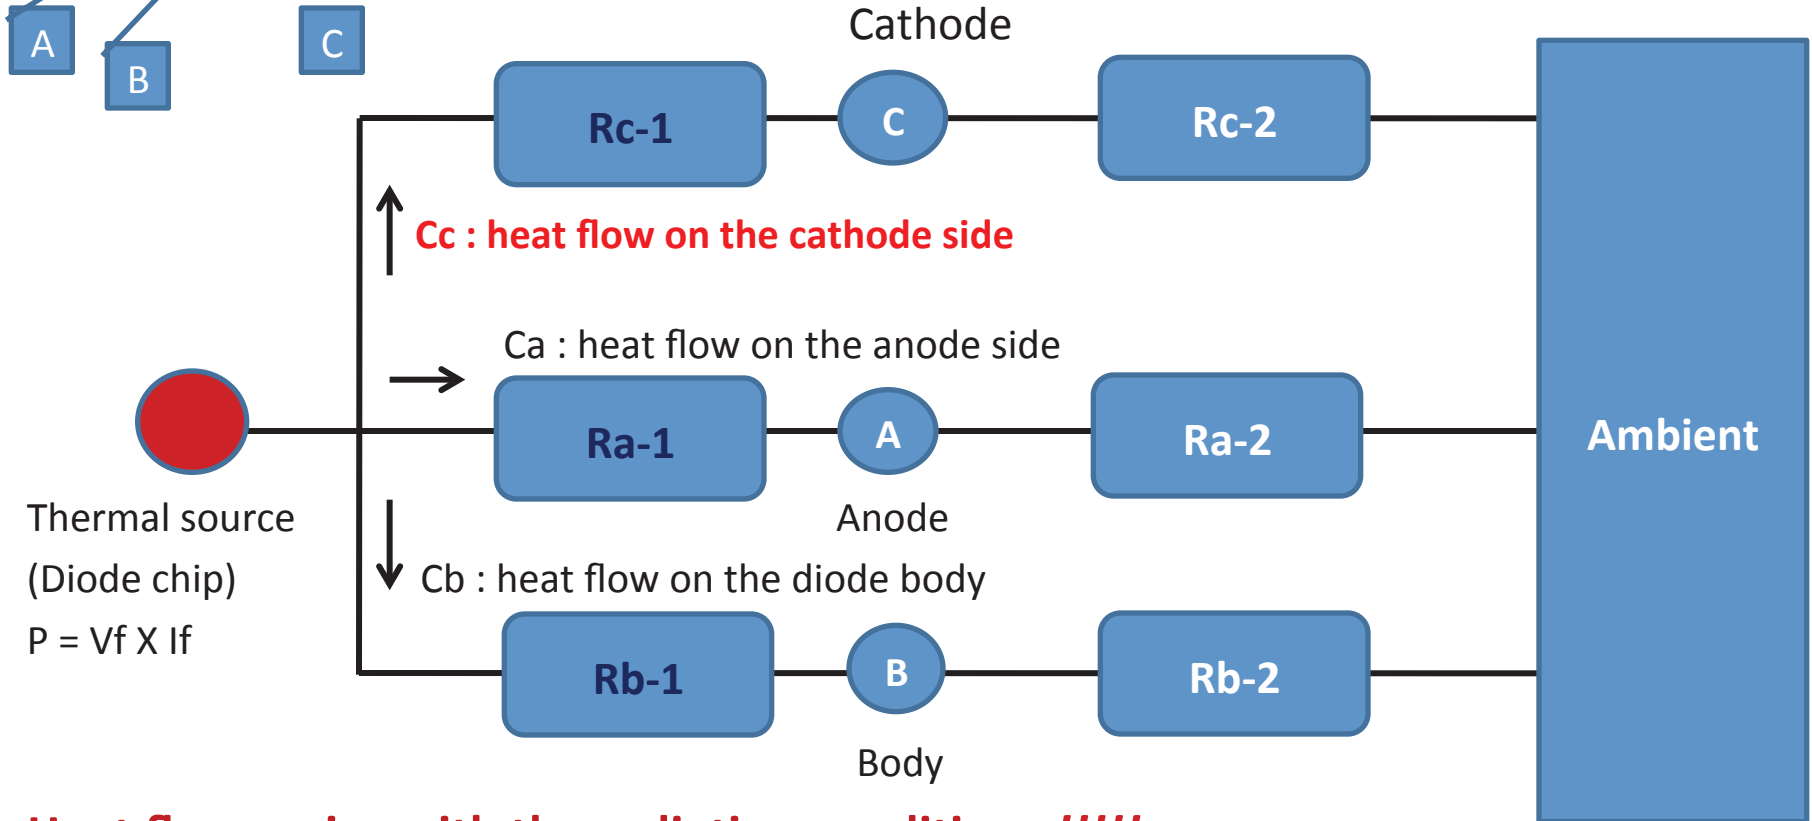 A
B
C
Cathode
Rc-1
C
Rc-2
Cc : heat flow on the cathode side
Ca : heat flow on the anode side
Ra-1
A
Ra-2
Ambient
Thermal source
(Diode chip)
P = Vf X If
Anode
Cb : heat flow on the diode body
Rb-1
B
Rb-2
Body